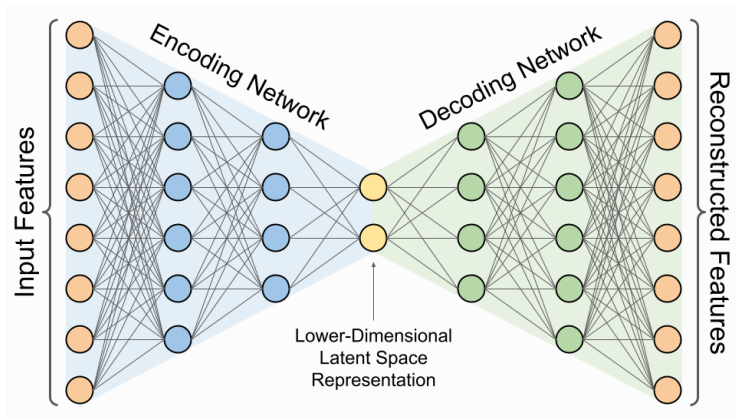 Input Features
Encoding Network
Lower-Dimensional
Latent Space
Representation
Decoding Network
Reconstructed Features